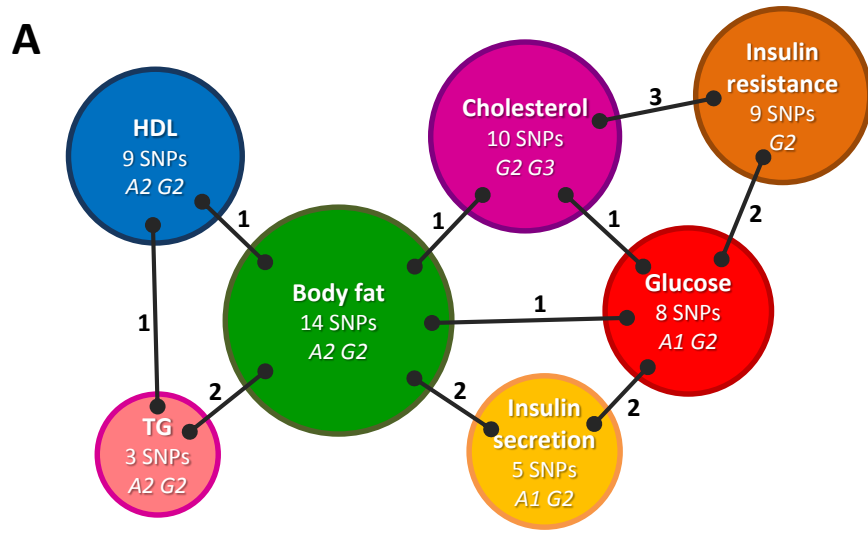 A
HDL
9 SNPs
A2 G2
Cholesterol
10 SNPs
G2 G3
Insulin
resistance
9 SNPs
G2
3
1
1
1
2
Body fat
14 SNPs
A2 G2
Glucose
8 SNPs
A1 G2
1
1
2
2
2
TG
3 SNPs
A2 G2
Insulin
secretion
5 SNPs
A1 G2